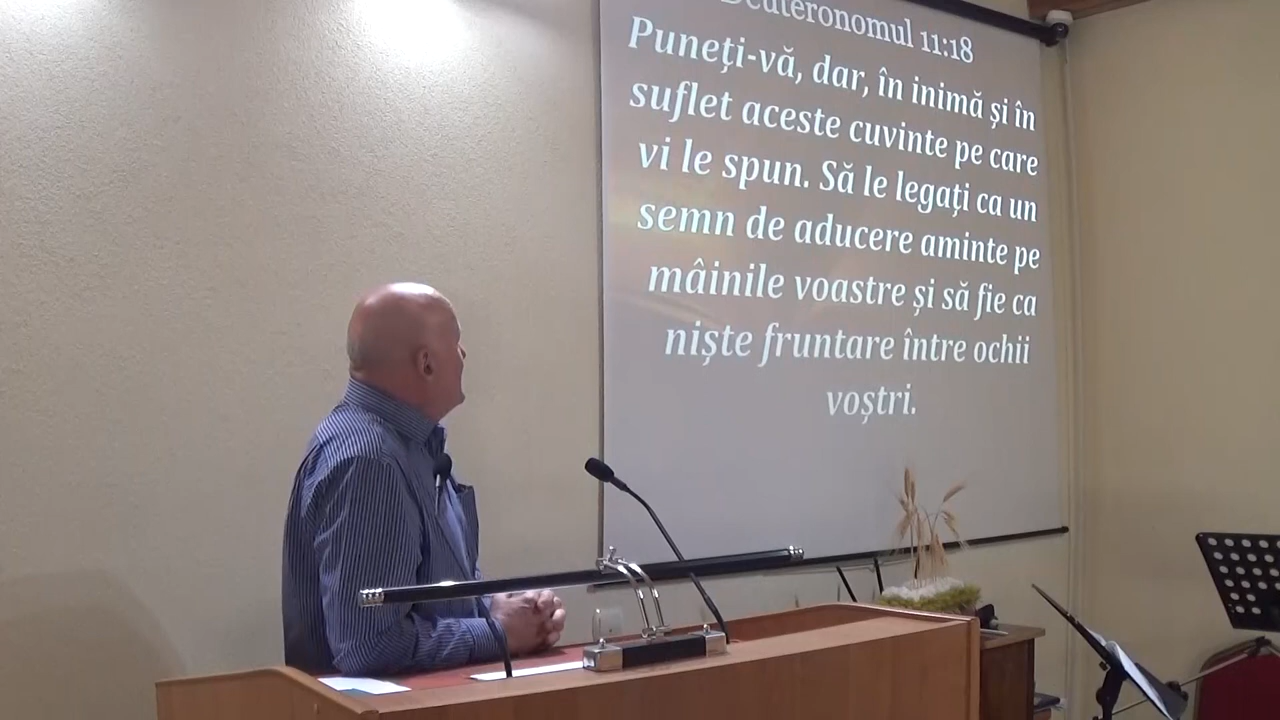 Deuteronomul 11:18
Puneți-vă, dar, în inimă și în
suflet aceste cuvinte pe care
vi le spun. Să le legați ca un
semn de aducere aminte pe
mâinile voastre și să fie ca
niște fruntare între ochii
voștri.